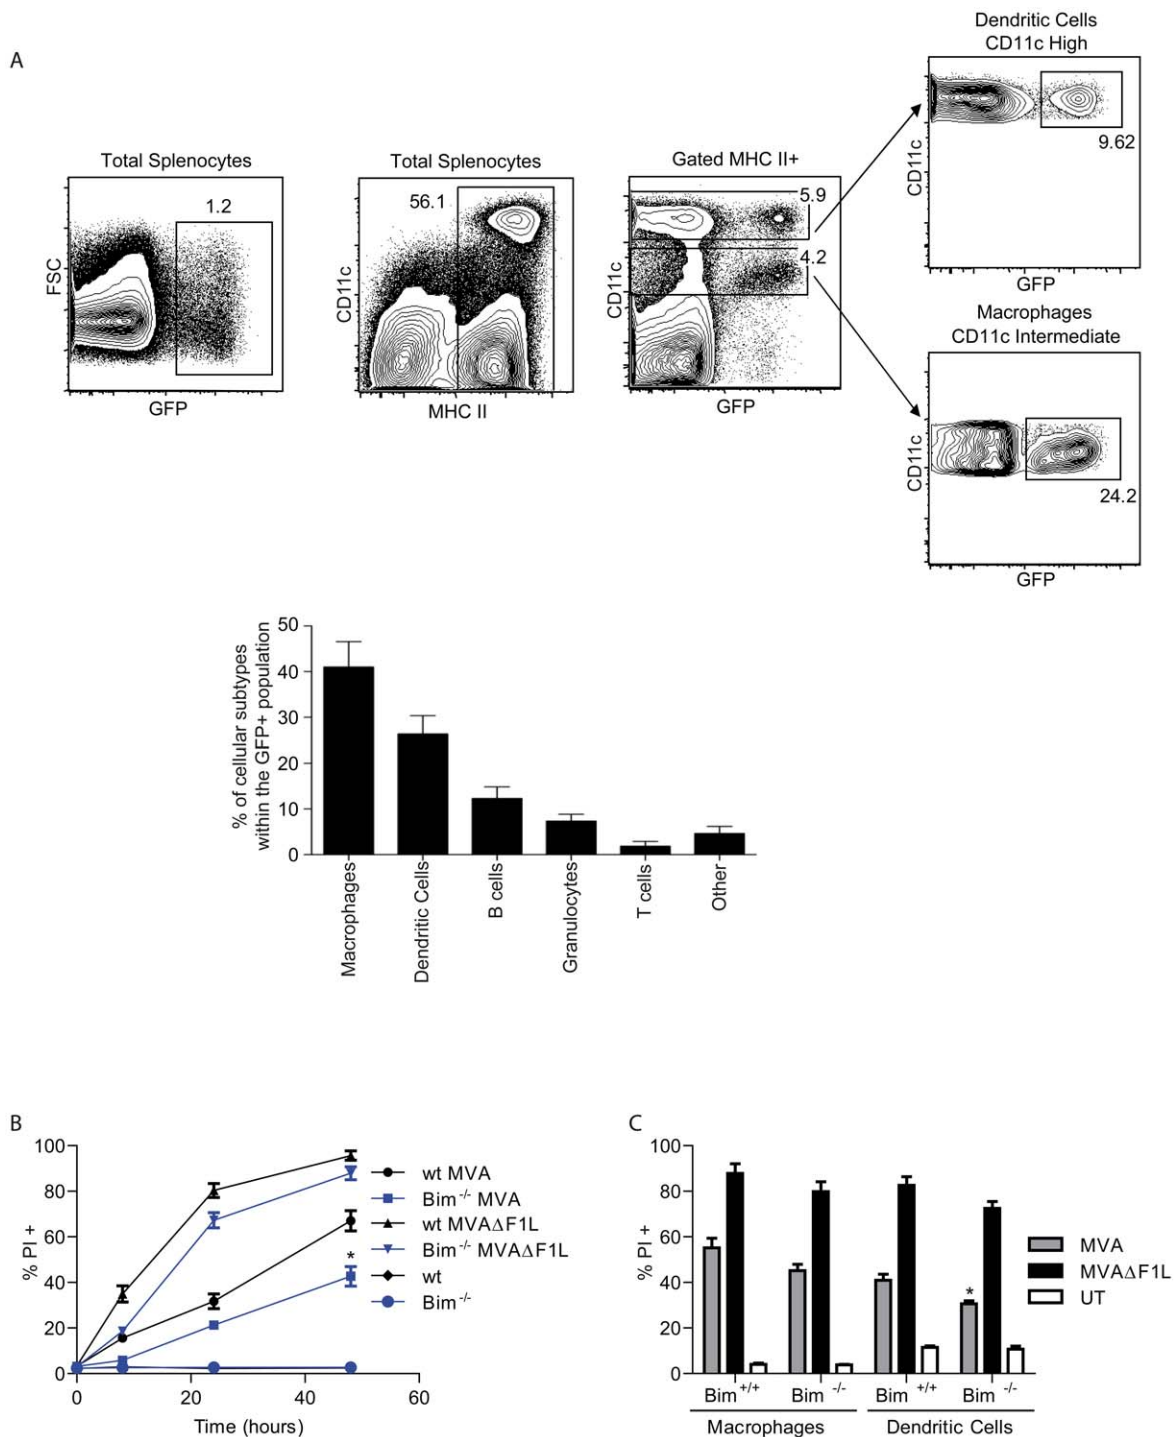 A
Dendritic Cells
CD11c High
CD11c
9.62
GFP
Total Splenocytes
1.2
FSC
GFP
Total Splenocytes
56.1
CD11c
MHC II
Gated MHC II+
5.9
4.2
CD11c
GFP
Macrophages
CD11c Intermediate
CD11c
24.2
GFP
% of cellular subtypes
within the GFP+ population
50
40
30
20
10
0
Macrophages
Dendritic Cells
B cells
Granulocytes
T cells
Other
B
% PI +
100
80
60
40
20
0
0 20 40 60
Time (hours)
*
wt MVA
Bim-/- MVA
wt MVAΔF1L
Bim-/- MVAΔF1L
wt
Bim-/-
C
% PI +
100
80
60
40
20
0
*
Bim+/+ Bim -/- Bim +/+ Bim -/-
Macrophages Dendritic Cells
MVA
MVAΔF1L
UT